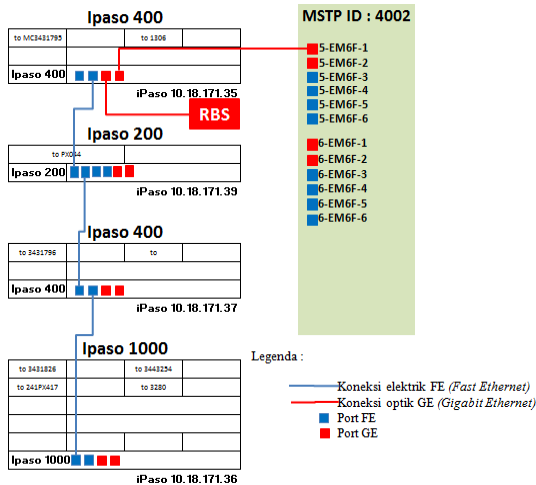 Ipaso 400
to MC3431795 to 1306
Ipaso 400
iPaso 10.18.171.35
RBS
Ipaso 200
to PX044
Ipaso 200
iPaso 10.18.171.39
Ipaso 400
to 3431796 to
Ipaso 400
iPaso 10.18.171.37
Ipaso 1000
to 3431826 to 3443254
to 241PX417 to 3280
Ipaso 1000
iPaso 10.18.171.36
MSTP ID : 4002
5-EM6F-1
5-EM6F-2
5-EM6F-3
5-EM6F-4
5-EM6F-5
5-EM6F-6
6-EM6F-1
6-EM6F-2
6-EM6F-3
6-EM6F-4
6-EM6F-5
6-EM6F-6
Legenda :
Koneksi elektrik FE (Fast Ethernet)
Koneksi optik GE (Gigabit Ethernet)
Port FE
Port GE